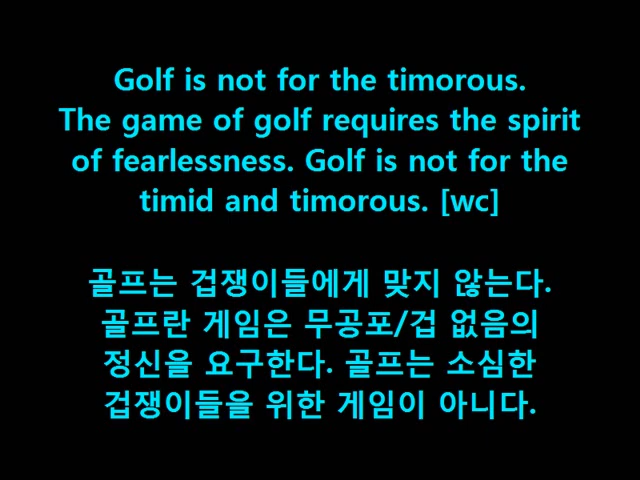 Golf is not for the timorous.
The game of golf requires the spirit
of fearlessness. Golf is not for the
timid and timorous. [wc]
골프는 겁쟁이들에게 맞지 않는다.
골프란 게임은 무공포/겁 없음의
정신을 요구한다. 골프는 소심한
겁쟁이들을 위한 게임이 아니다.